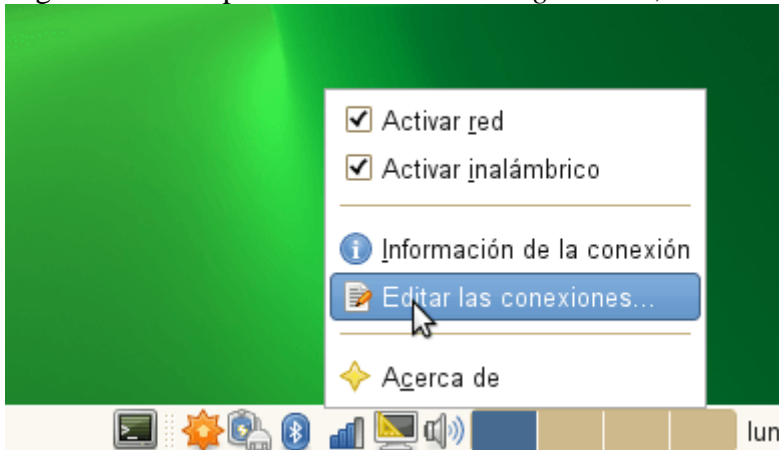 Activar red
Activar inalámbrico
Información de la conexión
Editar las conexiones...
Acerca de
lun